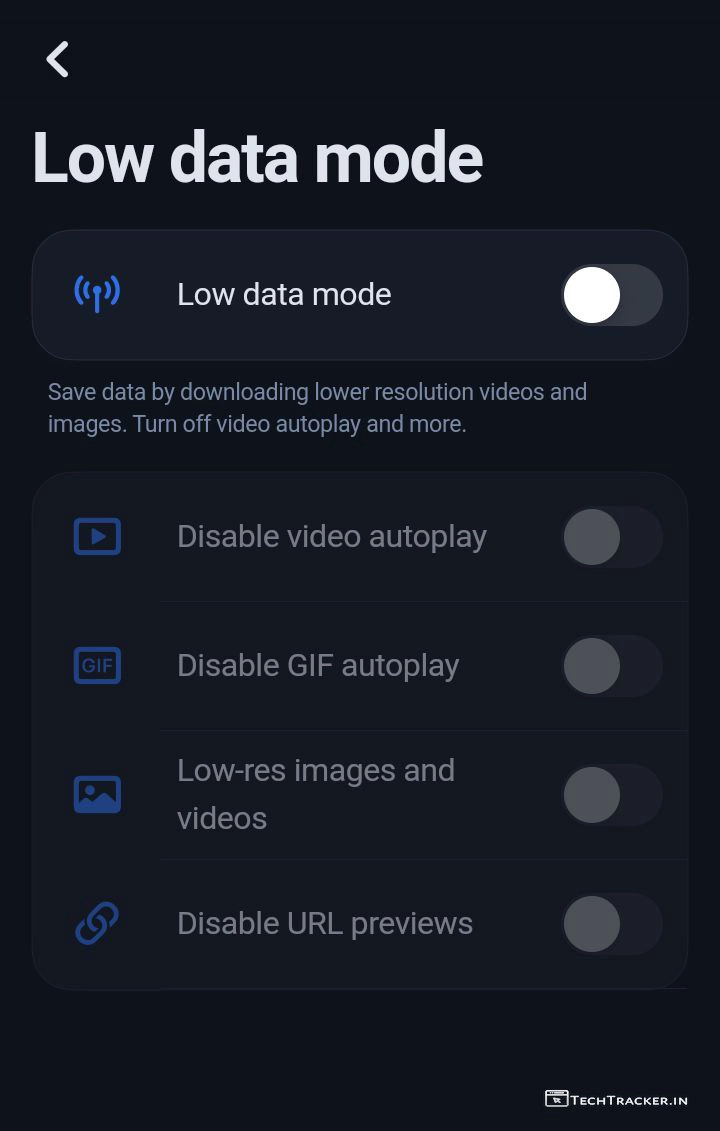 Low data mode
Low data mode
Save data by downloading lower resolution videos and
images. Turn off video autoplay and more.
Disable video autoplay
GIF
Disable GIF autoplay
Low-res images and
videos
Disable URL previews
TECHTRACKER.IN